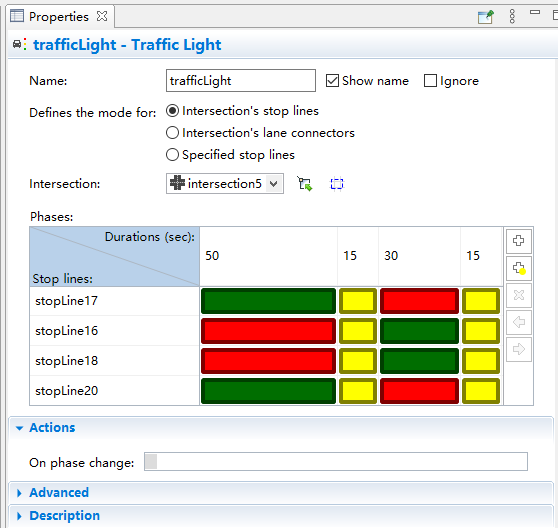 Properties
trafficLight - Traffic Light
Name: trafficLight Show name Ignore
Defines the mode for: Intersection's stop lines
Intersection's lane connectors
Specified stop lines
Intersection: intersection5
Phases:
Durations (sec):
50 15 30 15
Stop lines:
stopLine17
stopLine16
stopLine18
stopLine20
Actions
On phase change:
Advanced
Description